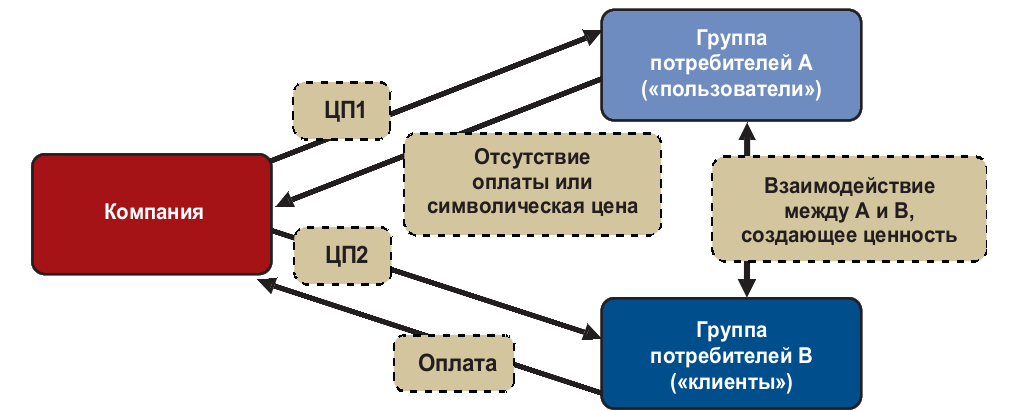 Группа
потребителей А
(«пользователи»)
ЦП1
Отсутствие
оплаты или
символическая цена
Взаимодействие
между А и В,
создающее ценность
Компания
ЦП2
Группа
потребителей В
(«клиенты»)
Оплата